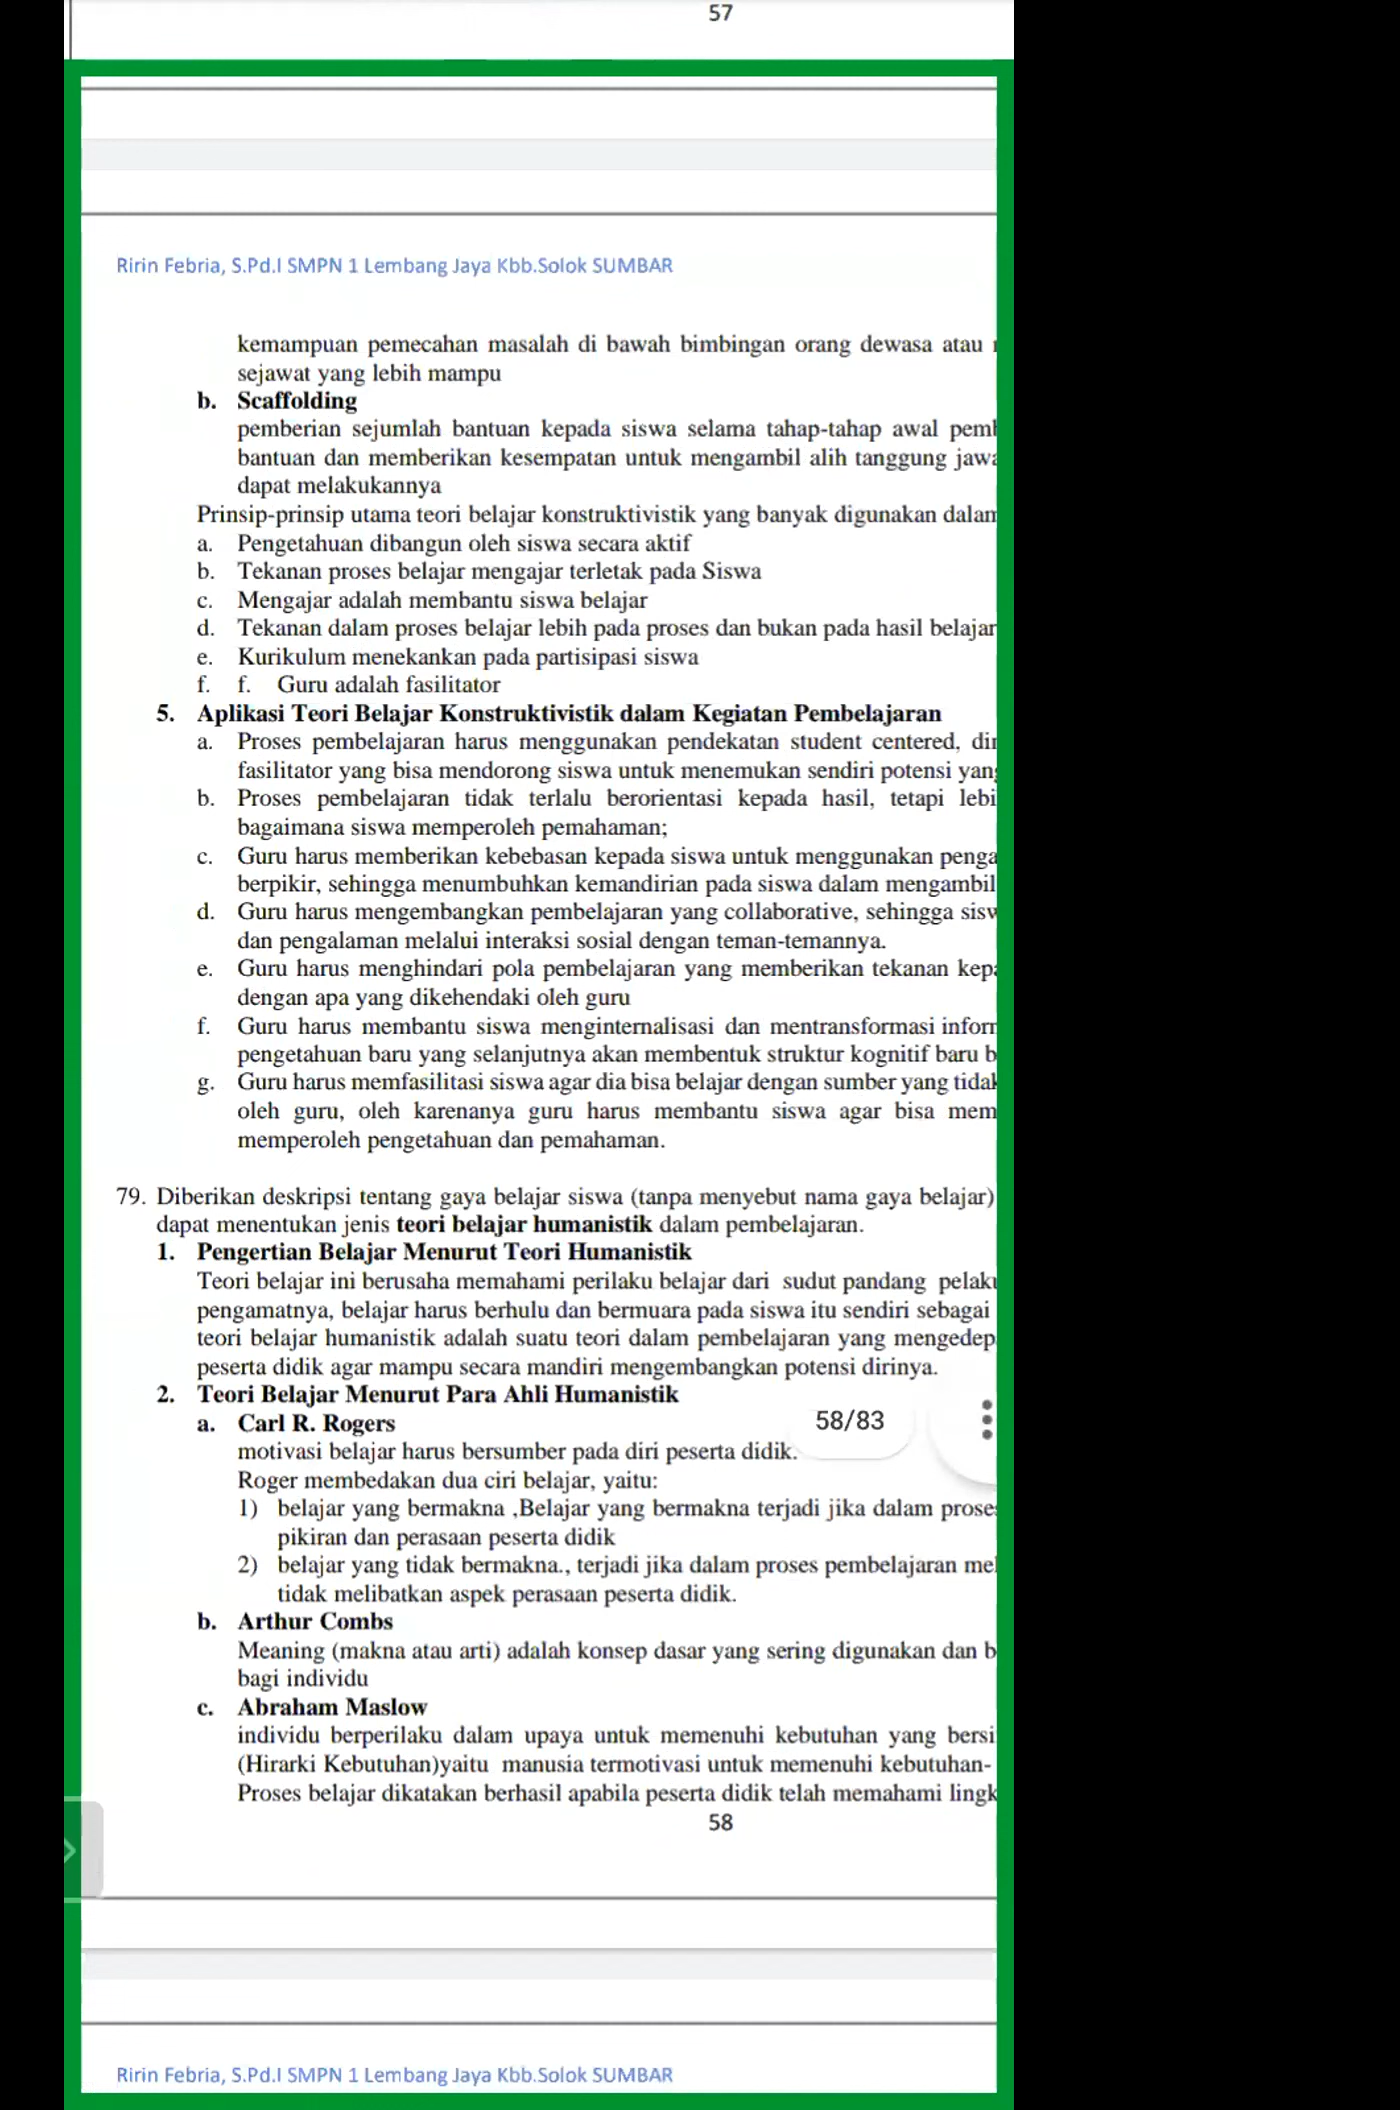 57
Ririn Febria, S.Pd.I SMPN 1 Lembang Jaya Kbb.Solok SUMBAR
kemampuan pemecahan masalah di bawah bimbingan orang dewasa atau
sejawat yang lebih mampu
b. Scaffolding
pemberian sejumlah bantuan kepada siswa selama tahap-tahap awal
bantuan dan memberikan kesempatan untuk mengambil alih tanggung
dapat melakukannya
Prinsip-prinsip utama teori belajar konstruktivistik yang banyak digunakan
a. Pengetahuan dibangun oleh siswa secara aktif
b. Tekanan proses belajar mengajar terletak pada Siswa
c. Mengajar adalah membantu siswa belajar
d. Tekanan dalam proses belajar lebih pada proses dan bukan pada hasil belajar
e. Kurikulum menekankan pada partisipasi siswa
f. f. Guru adalah fasilitator
5. Aplikasi Teori Belajar Konstruktivistik dalam Kegiatan Pembelajaran
a. Proses pembelajaran harus menggunakan pendekatan student centered,
fasilitator yang bisa mendorong siswa untuk menemukan sendiri potensi
b. Proses pembelajaran tidak terlalu berorientasi kepada hasil, tetapi
bagaimana siswa memperoleh pemahaman;
c. Guru harus memberikan kebebasan kepada siswa untuk menggunakan
berpikir, sehingga menumbuhkan kemandirian pada siswa dalam mengambil
d. Guru harus mengembangkan pembelajaran yang collaborative, sehingga
dan pengalaman melalui interaksi sosial dengan teman-temannya.
e. Guru harus menghindari pola pembelajaran yang memberikan tekanan
dengan apa yang dikehendaki oleh guru
f. Guru harus membantu siswa menginternalisasi dan mentransformasi
pengetahuan baru yang selanjutnya akan membentuk struktur kognitif baru
g. Guru harus memfasilitasi siswa agar dia bisa belajar dengan sumber yang
oleh guru, oleh karenanya guru harus membantu siswa agar bisa
memperoleh pengetahuan dan pemahaman.
79. Diberikan deskripsi tentang gaya belajar siswa (tanpa menyebut nama gaya belajar)
dapat menentukan jenis teori belajar humanistik dalam pembelajaran.
1. Pengertian Belajar Menurut Teori Humanistik
Teori belajar ini berusaha memahami perilaku belajar dari sudut pandang
pengamatnya, belajar harus berhulu dan bermuara pada siswa itu sendiri sebagai
teori belajar humanistik adalah suatu teori dalam pembelajaran yang
peserta didik agar mampu secara mandiri mengembangkan potensi dirinya.
2. Teori Belajar Menurut Para Ahli Humanistik
a. Carl R. Rogers
58/83
motivasi belajar harus bersumber pada diri peserta didik.
Roger membedakan dua ciri belajar, yaitu:
1) belajar yang bermakna ,Belajar yang bermakna terjadi jika dalam
pikiran dan perasaan peserta didik
2) belajar yang tidak bermakna., terjadi jika dalam proses pembelajaran
tidak melibatkan aspek perasaan peserta didik.
b. Arthur Combs
Meaning (makna atau arti) adalah konsep dasar yang sering digunakan dan
bagi individu
c. Abraham Maslow
individu berperilaku dalam upaya untuk memenuhi kebutuhan yang
(Hirarki Kebutuhan)yaitu manusia termotivasi untuk memenuhi kebutuhan-
Proses belajar dikatakan berhasil apabila peserta didik telah memahami
58
Ririn Febria, S.Pd.I SMPN 1 Lembang Jaya Kbb.Solok SUMBAR